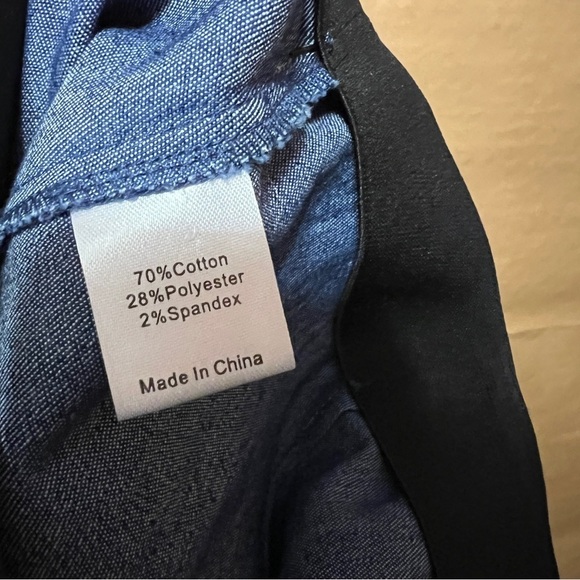 70%Cotton
28%Polyester
2%Spandex
Made In China